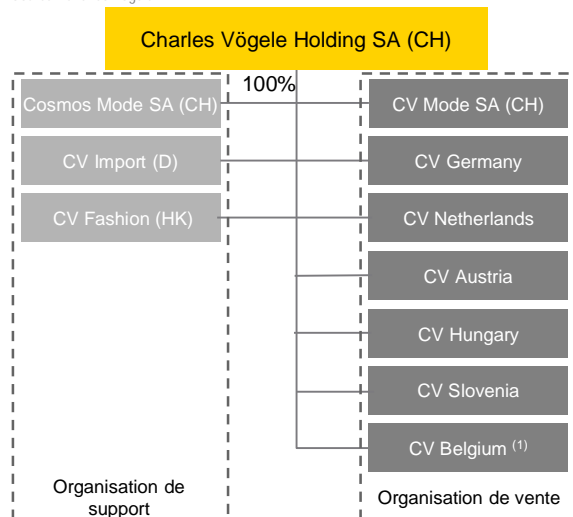 Charles Vögele Holding SA (CH)
100%
Cosmos Mode SA (CH)
CV Import (D)
CV Fashion (HK)
Organisation de
support
CV Mode SA (CH)
CV Germany
CV Netherlands
CV Austria
CV Hungary
CV Slovenia
CV Belgium (1)
Organisation de vente